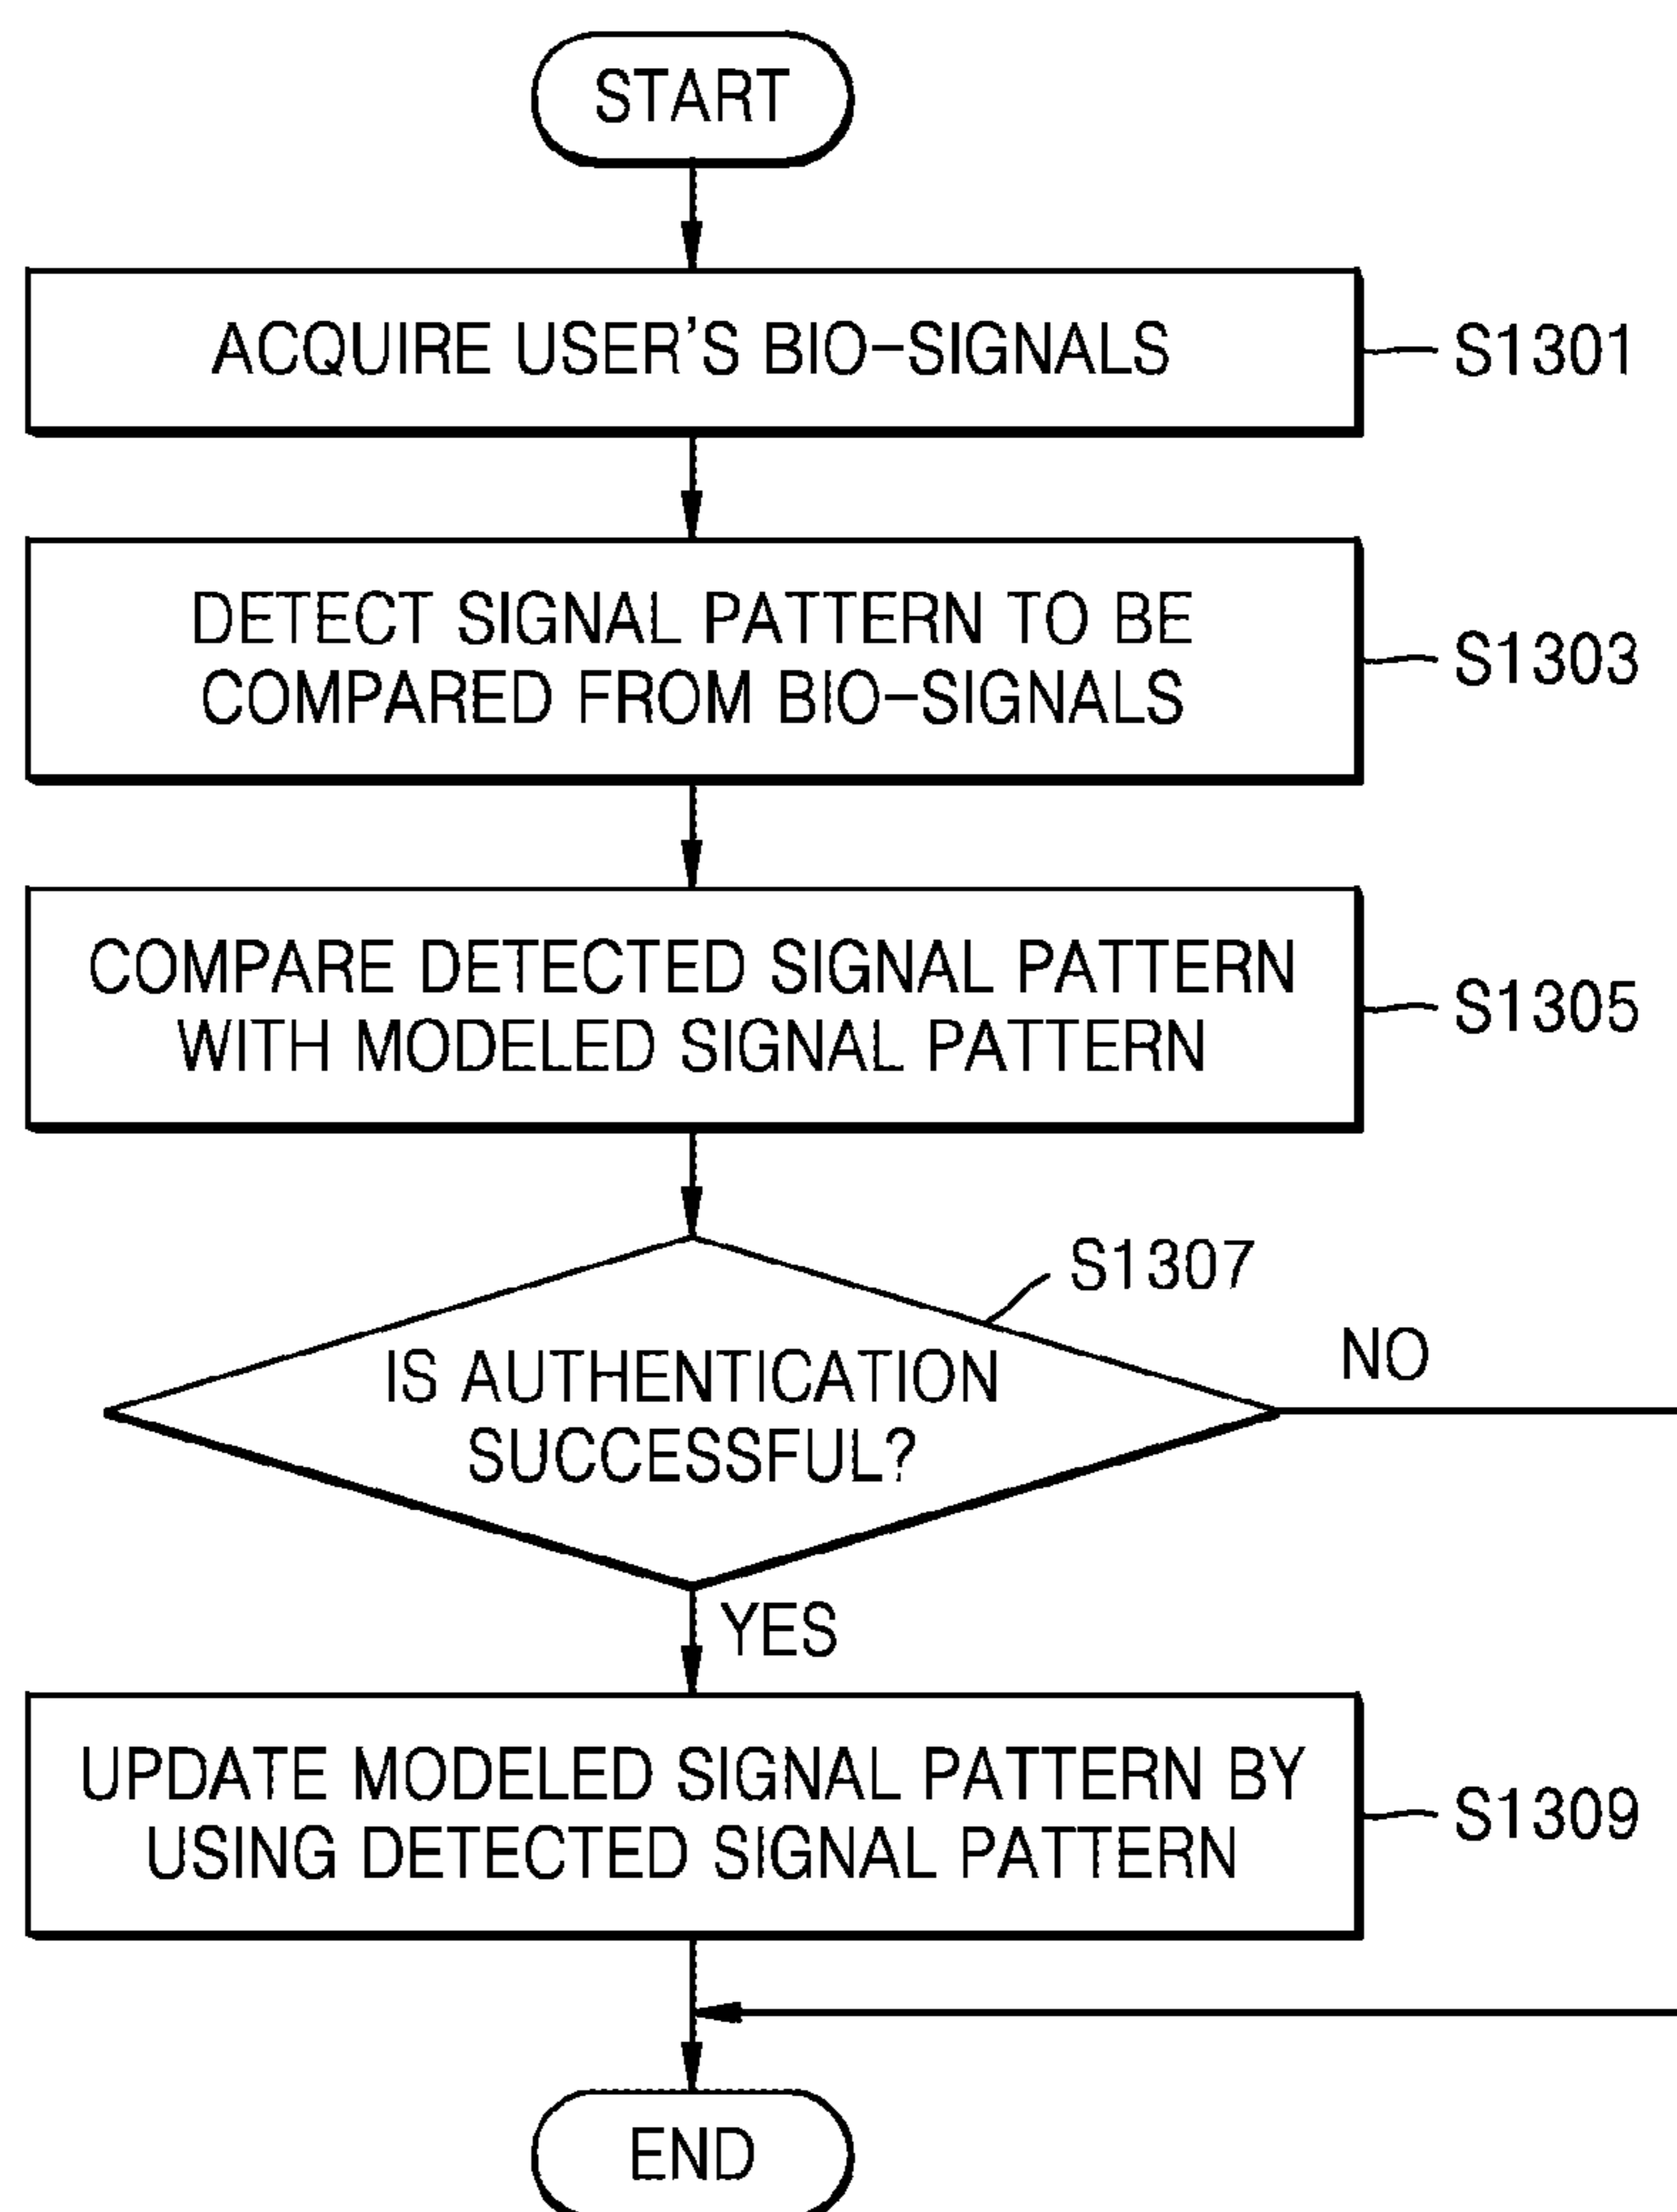 START
ACQUIRE USER'S BIO-SIGNALS
S1301
DETECT SIGNAL PATTERN TO BE
COMPARED FROM BIO-SIGNALS
S1303
COMPARE DETECTED SIGNAL PATTERN
WITH MODELED SIGNAL PATTERN
S1305
S1307
IS AUTHENTICATION
SUCCESSFUL?
NO
YES
UPDATE MODELED SIGNAL PATTERN BY
USING DETECTED SIGNAL PATTERN
S1309
END